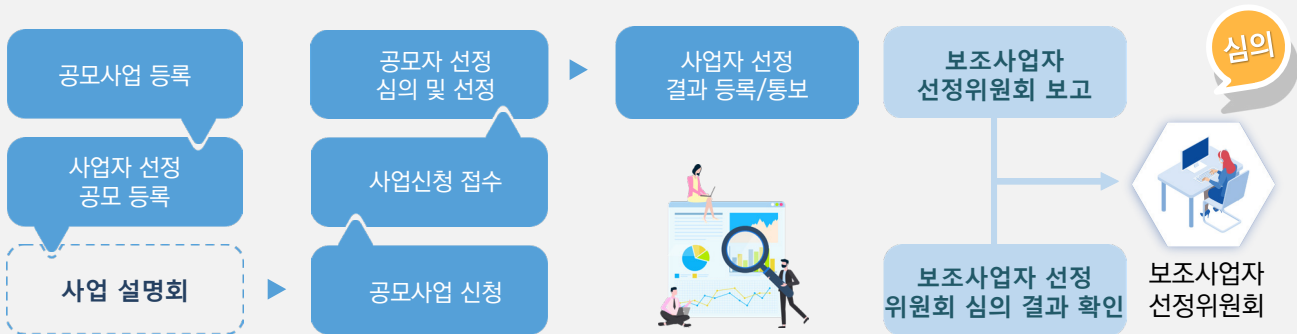 공모사업 등록
사업자 선정
공모 등록
사업 설명회
공모사업 신청
사업신청 접수
공모자 선정
심의 및 선정
사업자 선정
결과 등록/통보
보조사업자
선정위원회 보고
보조사업자 선정
위원회 심의 결과 확인
심의
보조사업자
선정위원회